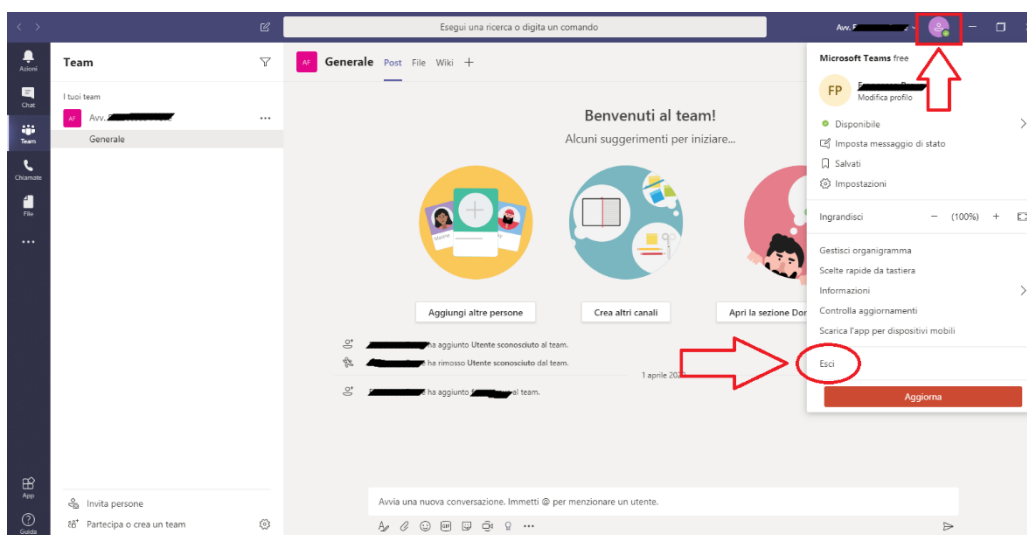 Esegui una ricerca o digita un comando
Avv.
Azioni
Chat
Team
Chiamate
File
App
Guida
Team
I tuoi team
AF Avv.
Generale
Invita persone
Partecipa o crea un team
AF Generale Post File Wiki +
Benvenuti al team!
Alcuni suggerimenti per iniziare...
Maxine
Aggiungi altre persone
Crea altri canali
Apri la sezione
ha aggiunto Utente sconosciuto al team.
ha rimosso Utente sconosciuto dal team.
1 aprile
ha aggiunto al team.
Avvia una nuova conversazione. Immetti @ per menzionare un utente.
GIF
Microsoft Teams free
FP
Modifica profilo
Disponibile
Imposta messaggio di stato
Salvati
Impostazioni
Ingrandisci - (100%) +
Gestisci organigramma
Scelte rapide da tastiera
Informazioni
Controlla aggiornamenti
Scarica l'app per dispositivi mobili
Esci
Aggiorna